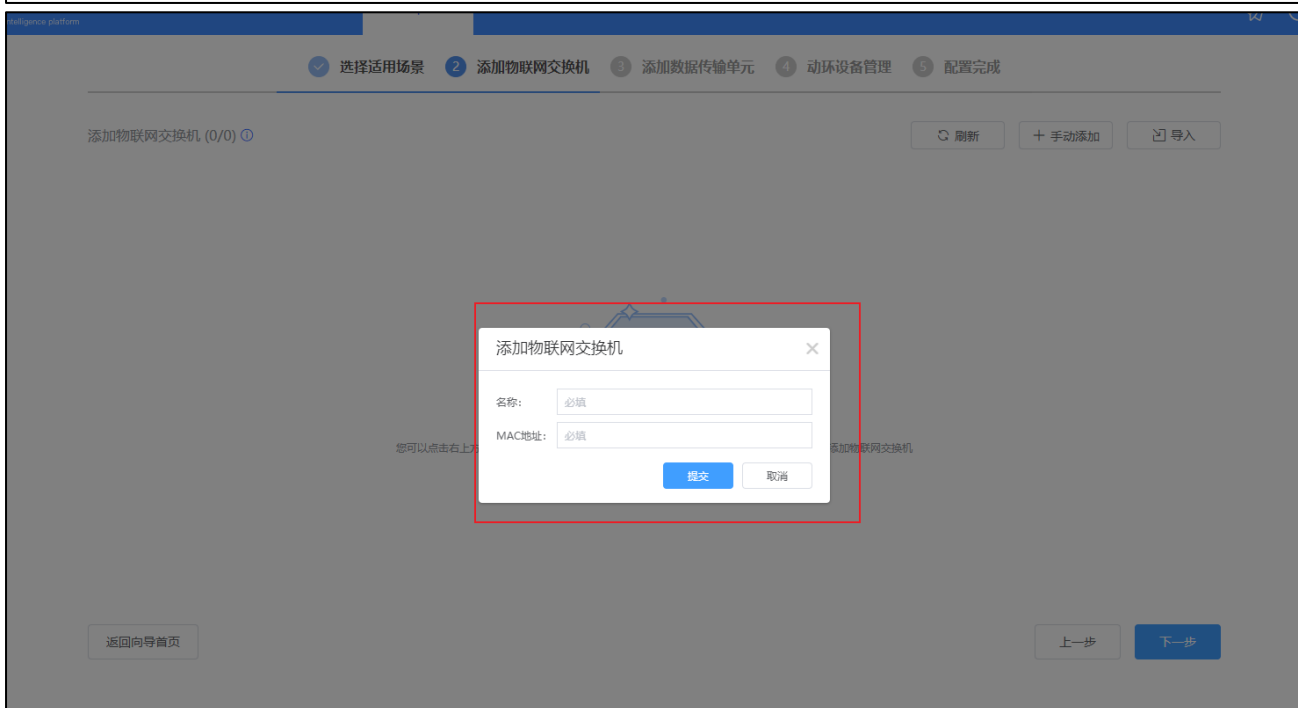 ntelligence platform
选择适用场景 2 添加物联网交换机 3 添加数据传输单元 4 动环设备管理 5 配置完成
添加物联网交换机 (0/0)
刷新 手动添加 导入
添加物联网交换机
名称： 必填
MAC地址： 必填
您可以点击右上方 添加物联网交换机
提交 取消
返回向导首页 上一步 下一步